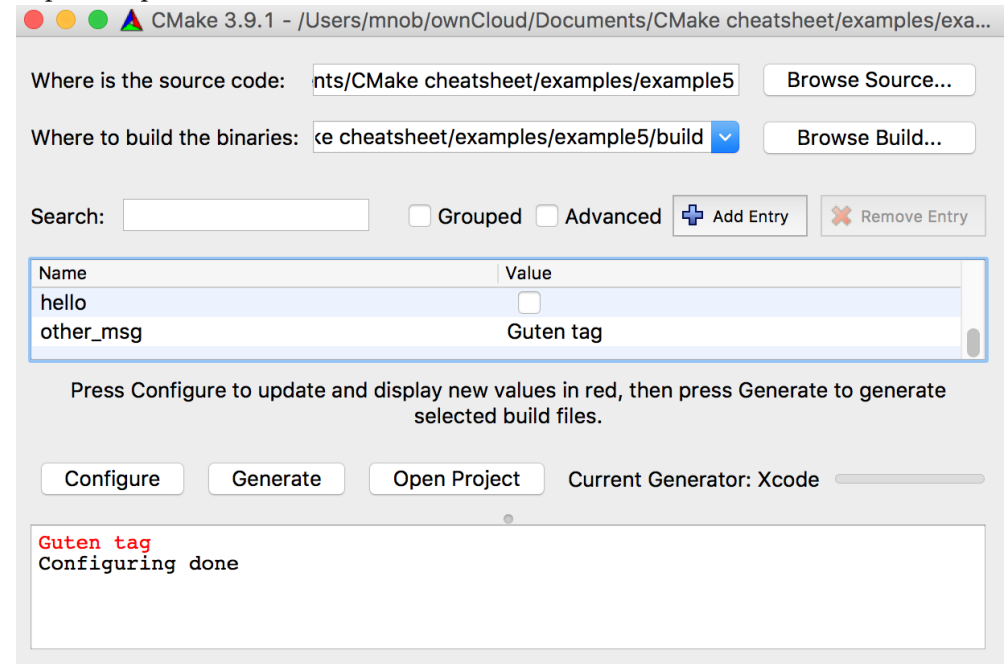 CMake 3.9.1 - /Users/mnob/ownCloud/Documents/CMake cheatsheet/examples/exa...
Where is the source code: nts/CMake cheatsheet/examples/example5 Browse Source...
Where to build the binaries: ke cheatsheet/examples/example5/build Browse Build...
Search: Grouped Advanced Add Entry Remove Entry
Name Value
hello
other_msg Guten tag
Press Configure to update and display new values in red, then press Generate to generate
selected build files.
Configure Generate Open Project Current Generator: Xcode
Guten tag
Configuring done